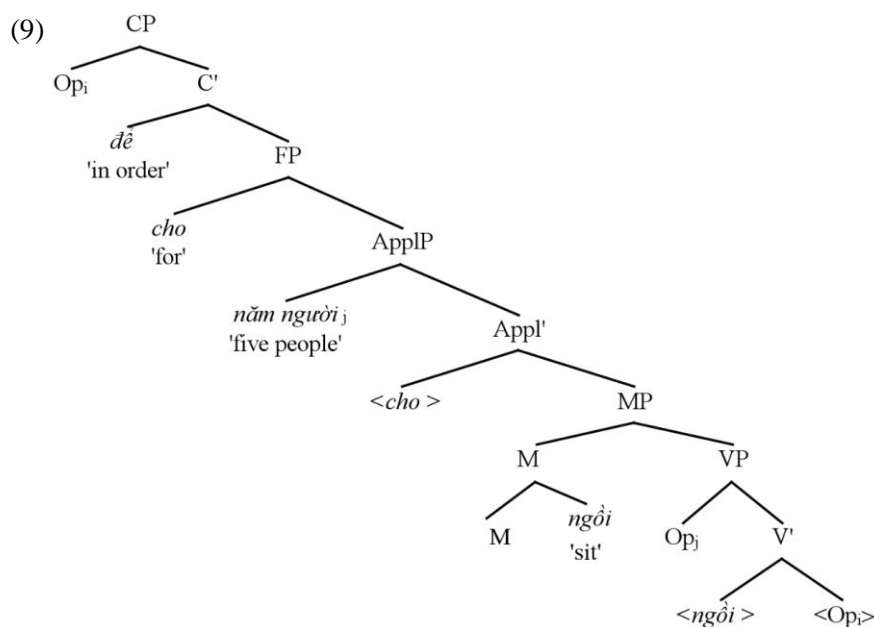 (9)
CP
Opi
C'
để
'in order'
FP
cho
'for'
ApplP
năm người j
'five people'
Appl'
<cho >
MP
M
VP
M
ngồi
'sit'
Opj
V'
<ngồi >
<Opi>